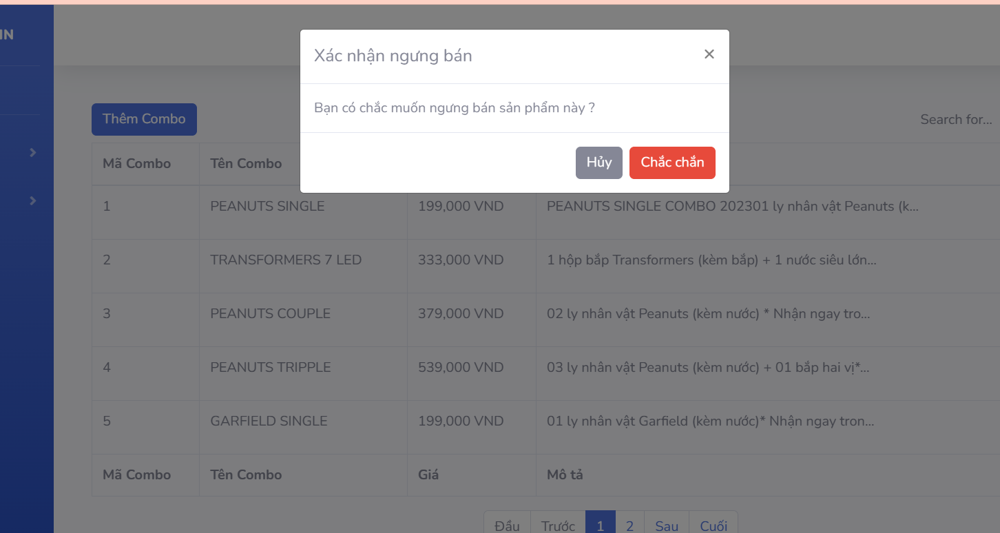 IN
Xác nhận ngưng bán ×
Bạn có chắc muốn ngưng bán sản phẩm này ?
Hủy Chắc chắn
Thêm Combo Search for...
Mã Combo Tên Combo
1 PEANUTS SINGLE 199,000 VND PEANUTS SINGLE COMBO 202301 ly nhân vật Peanuts (k...
2 TRANSFORMERS 7 LED 333,000 VND 1 hộp bắp Transformers (kèm bắp) + 1 nước siêu lớn...
3 PEANUTS COUPLE 379,000 VND 02 ly nhân vật Peanuts (kèm nước) * Nhận ngay tro...
4 PEANUTS TRIPPLE 539,000 VND 03 ly nhân vật Peanuts (kèm nước) + 01 bắp hai vị*...
5 GARFIELD SINGLE 199,000 VND 01 ly nhân vật Garfield (kèm nước)* Nhận ngay tron...
Mã Combo Tên Combo Giá Mô tả
Đầu Trước 1 2 Sau Cuối